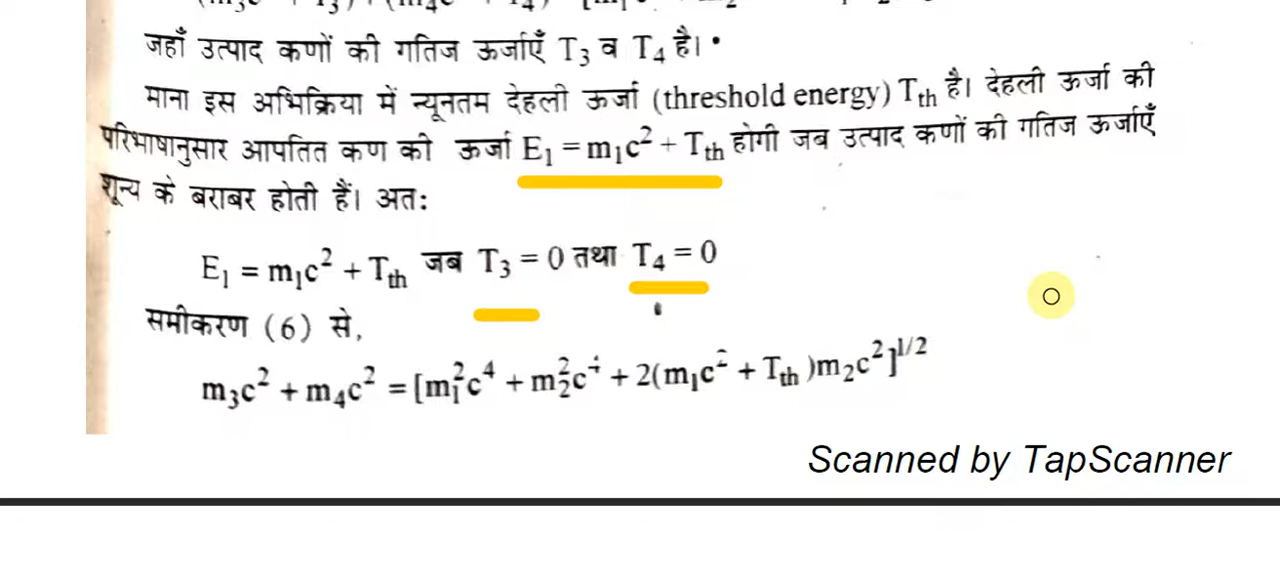 जहाँ उत्पाद कणों की गतिज ऊर्जाएँ T₃ व T₄ है।
माना इस अभिक्रिया में न्यूनतम देहली ऊर्जा (threshold energy) Tth है। देहली ऊर्जा की
परिभाषानुसार आपतित कण की ऊर्जा E₁ = m₁c² + Tth होगी जब उत्पाद कणों की गतिज ऊर्जाएँ
शून्य के बराबर होती हैं। अतः
E₁ = m₁c² + Tth जब T₃ = 0 तथा T₄ = 0
समीकरण (6) से,
m₃c² + m₄c² = [m₁²c⁴ + m₂²c⁴ + 2(m₁c² + Tth)m₂c²]^1/2
Scanned by TapScanner